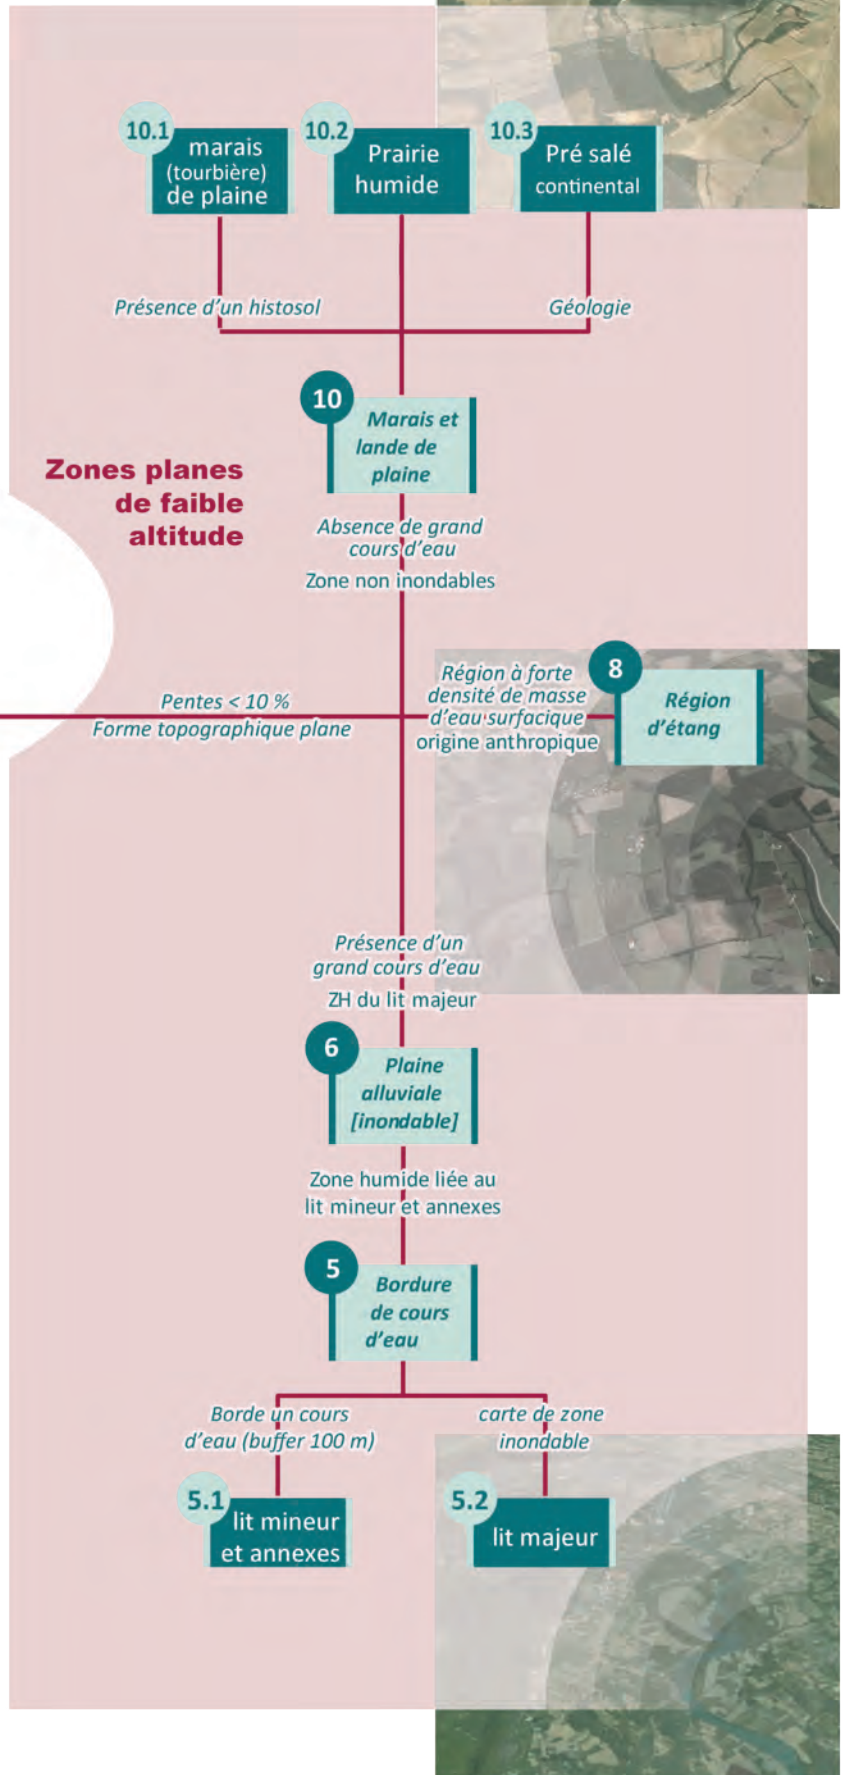 10.1
marais
(tourbière)
de plaine
10.2
Prairie
humide
10.3
Pré salé
continental
Présence d'un histosol
Géologie
10
Marais et
lande de
plaine
Zones planes
de faible
altitude
Absence de grand
cours d'eau
Zone non inondables
Pentes < 10 %
Forme topographique plane
Région à forte
densité de masse
d'eau surfacique
origine anthropique
8
Région
d'étang
Présence d'un
grand cours d'eau
ZH du lit majeur
6
Plaine
alluviale
[inondable]
Zone humide liée au
lit mineur et annexes
5
Bordure
de cours
d'eau
Borde un cours
d'eau (buffer 100 m)
carte de zone
inondable
5.1
lit mineur
et annexes
5.2
lit majeur